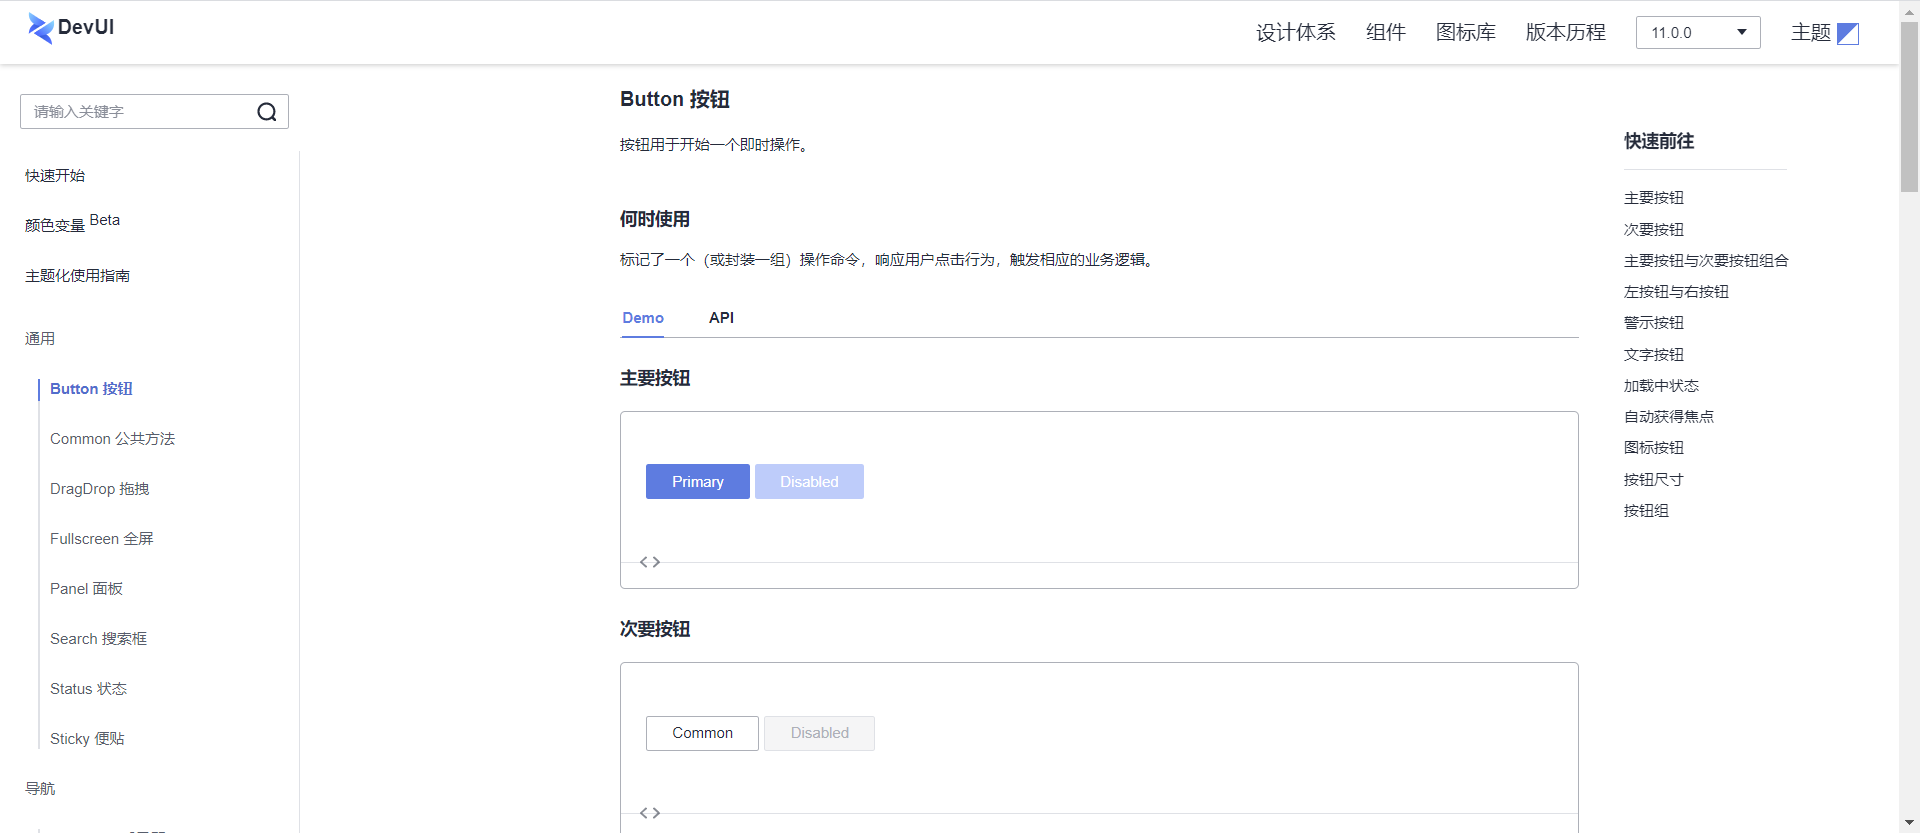 DevUI
设计体系
组件
图标库
版本历程
11.0.0
主题
请输入关键字
快速开始
颜色变量 Beta
主题化使用指南
通用
Button 按钮
Common 公共方法
DragDrop 拖拽
Fullscreen 全屏
Panel 面板
Search 搜索框
Status 状态
Sticky 便贴
导航
Button 按钮
按钮用于开始一个即时操作。
何时使用
标记了一个（或封装一组）操作命令，响应用户点击行为，触发相应的业务逻辑。
Demo
API
主要按钮
Primary
Disabled
次要按钮
Common
Disabled
快速前往
主要按钮
次要按钮
主要按钮与次要按钮组合
左按钮与右按钮
警示按钮
文字按钮
加载中状态
自动获得焦点
图标按钮
按钮尺寸
按钮组